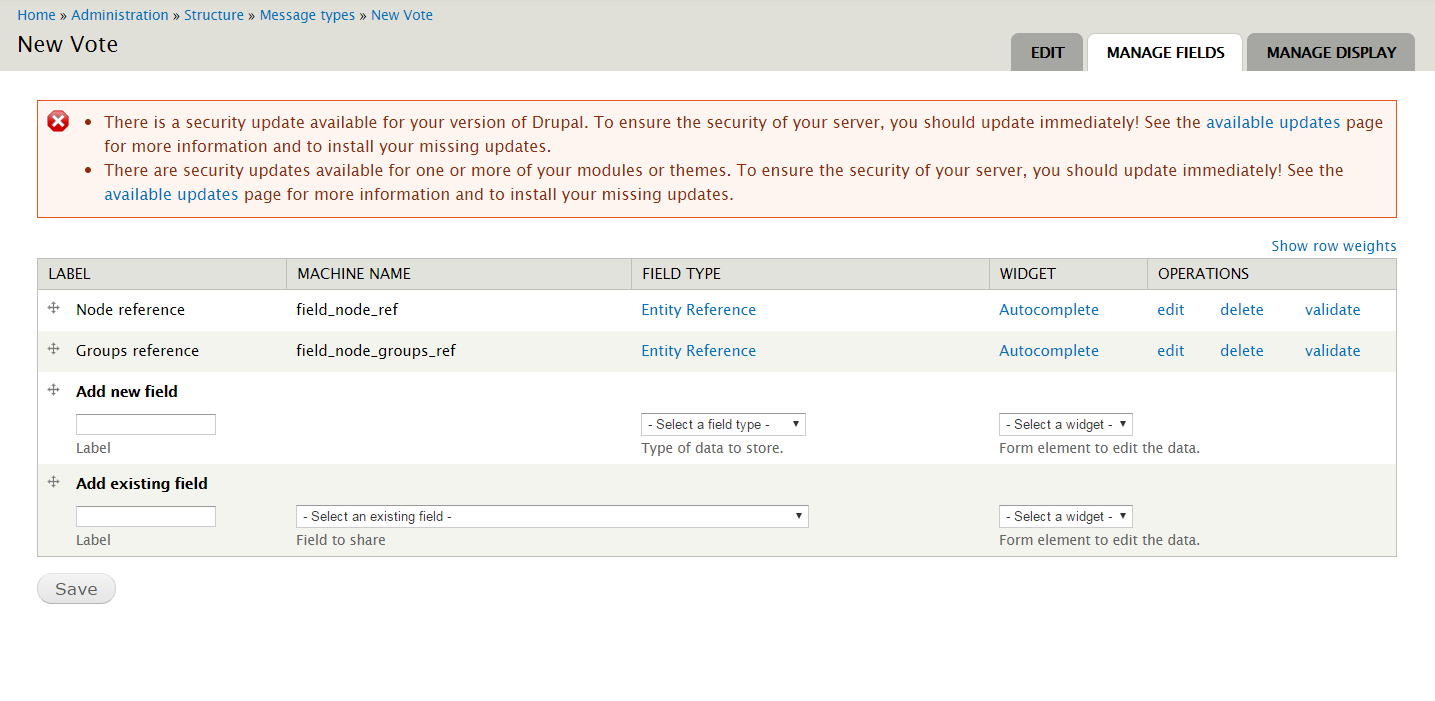 Home » Administration » Structure » Message types » New Vote
New Vote
EDIT MANAGE FIELDS MANAGE DISPLAY
There is a security update available for your version of Drupal. To ensure the security of your server, you should update immediately! See the available updates page
for more information and to install your missing updates.
There are security updates available for one or more of your modules or themes. To ensure the security of your server, you should update immediately! See the
available updates page for more information and to install your missing updates.
Show row weights
LABEL MACHINE NAME FIELD TYPE WIDGET OPERATIONS
Node reference field_node_ref Entity Reference Autocomplete edit delete validate
Groups reference field_node_groups_ref Entity Reference Autocomplete edit delete validate
Add new field
- Select a field type - - Select a widget -
Label Type of data to store. Form element to edit the data.
Add existing field
- Select an existing field - - Select a widget -
Label Field to share Form element to edit the data.
Save